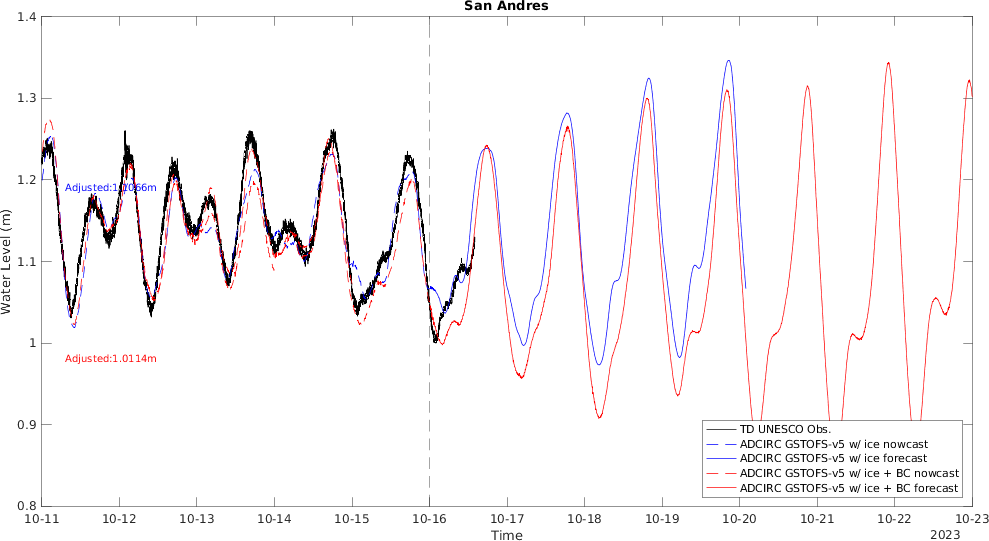 San Andres
1.4
1.3
1.2
1.1
1
0.9
0.8
Water Level (m)
Adjusted:1.1066m
Adjusted:1.0114m
TD UNESCO Obs.
ADCIRC GSTOFS-v5 w/ ice nowcast
ADCIRC GSTOFS-v5 w/ ice forecast
ADCIRC GSTOFS-v5 w/ ice + BC nowcast
ADCIRC GSTOFS-v5 w/ ice + BC forecast
10-11 10-12 10-13 10-14 10-15 10-16 10-17 10-18 10-19 10-20 10-21 10-22 10-23
Time
2023